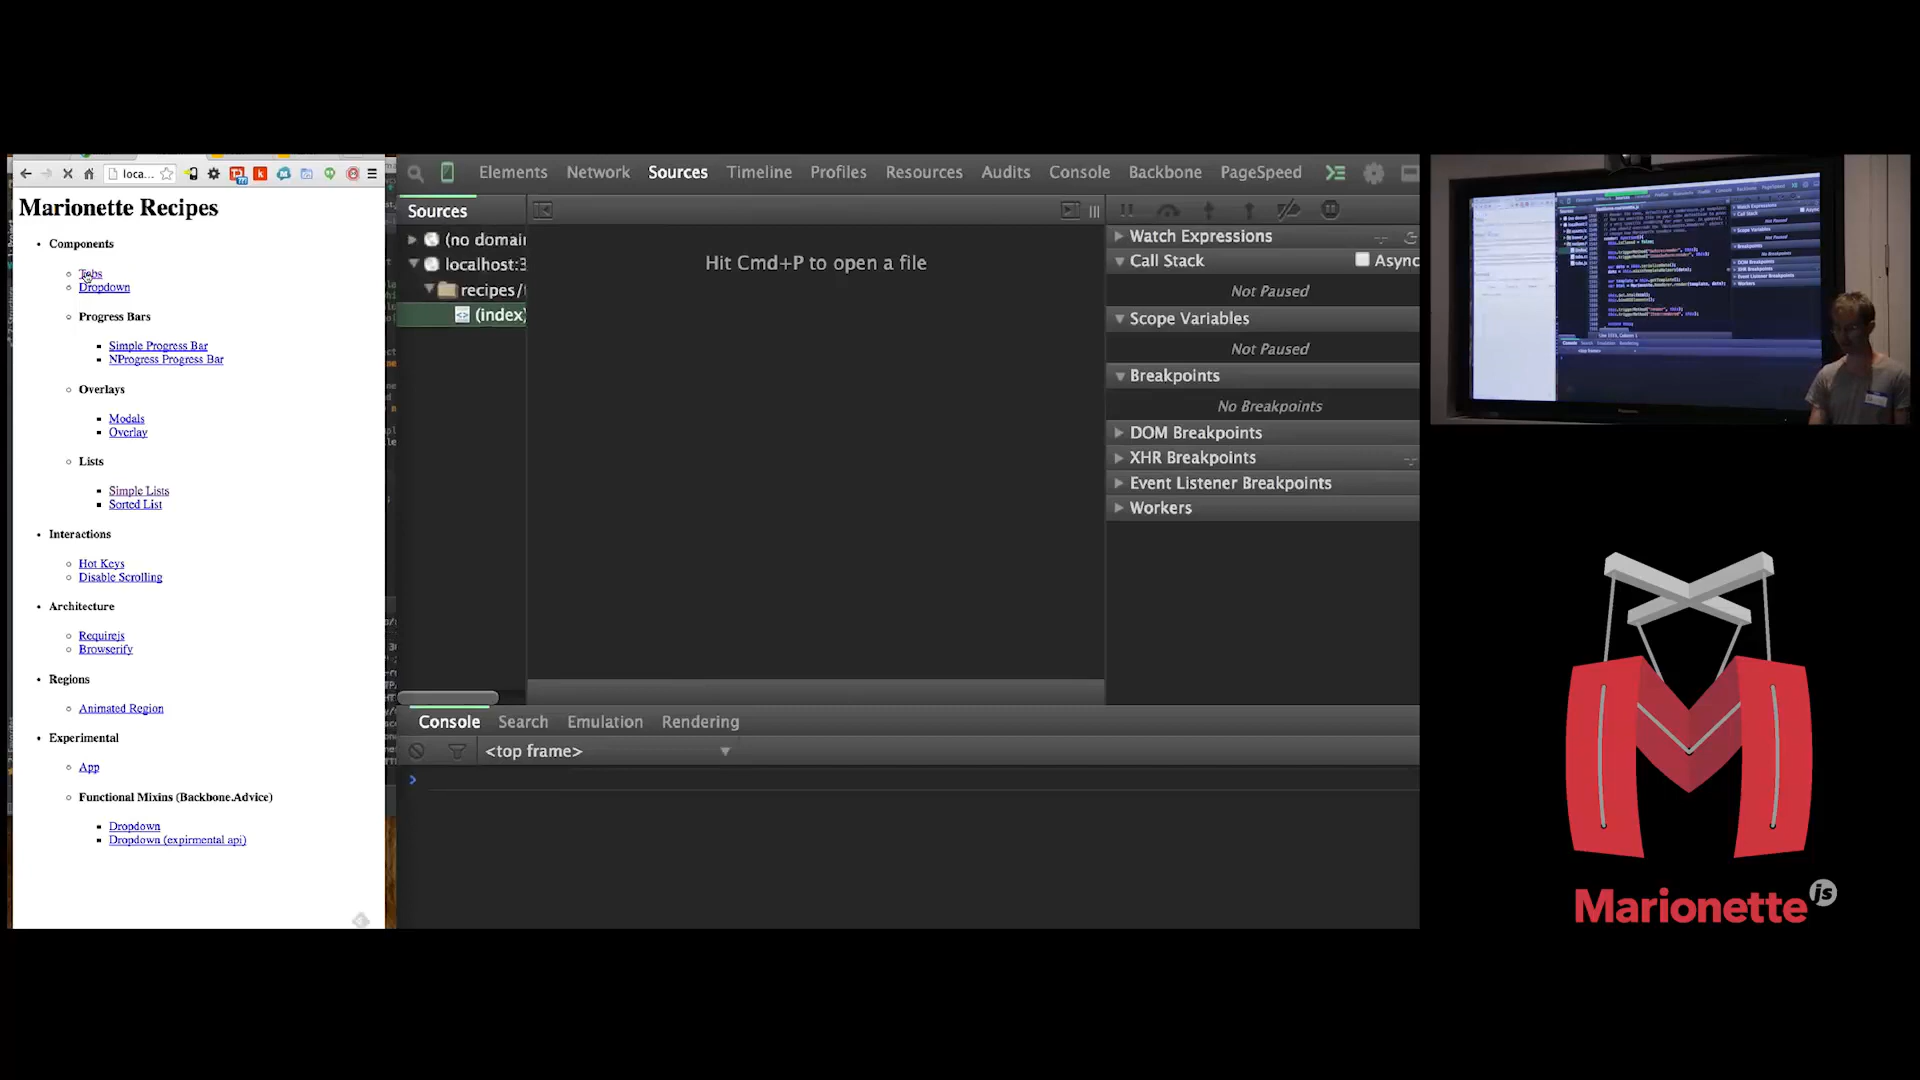 loca...
Marionette Recipes
Components
Tabs
Dropdown
Progress Bars
Simple Progress Bar
NProgress Progress Bar
Overlays
Modals
Overlay
Lists
Simple Lists
Sorted List
Interactions
Hot Keys
Disable Scrolling
Architecture
Requirejs
Browserify
Regions
Animated Region
Experimental
App
Functional Mixins (Backbone.Advice)
Dropdown
Dropdown (expirmental api)
Elements Network Sources Timeline Profiles Resources Audits Console Backbone PageSpeed
Sources
(no domai
localhost:3
recipes/
(index)
Hit Cmd+P to open a file
Watch Expressions
Call Stack
Async
Not Paused
Scope Variables
Not Paused
Breakpoints
No Breakpoints
DOM Breakpoints
XHR Breakpoints
Event Listener Breakpoints
Workers
Console Search Emulation Rendering
<top frame>
>
Marionette js